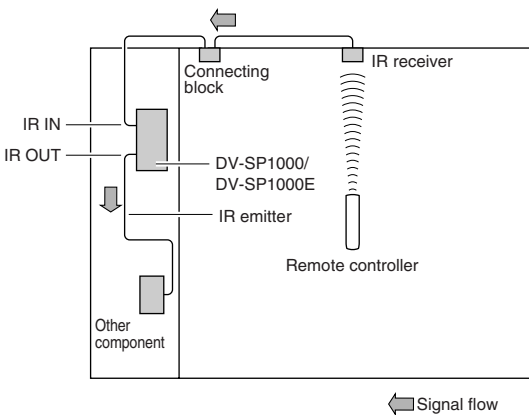 Connecting
block
IR receiver
IR IN
IR OUT
DV-SP1000/
DV-SP1000E
IR emitter
Remote controller
Other
component
Signal flow